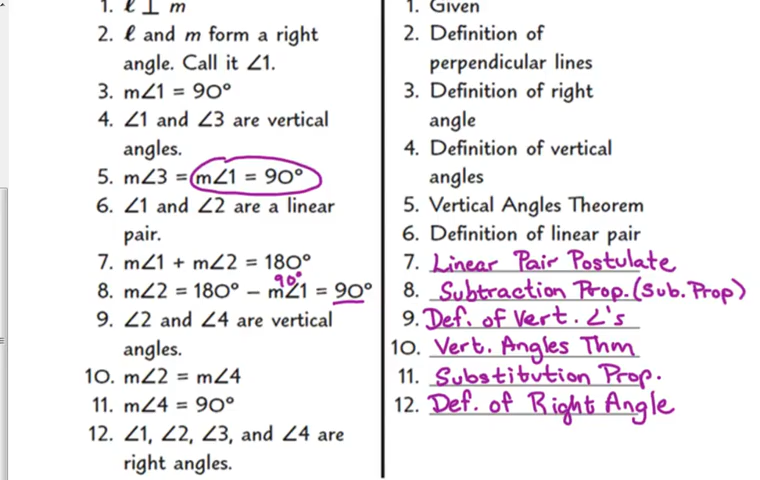 1. ℓ ⊥ m
2. ℓ and m form a right
angle. Call it ∠1.
3. m∠1 = 90°
4. ∠1 and ∠3 are vertical
angles.
5. m∠3 = m∠1 = 90°
6. ∠1 and ∠2 are a linear
pair.
7. m∠1 + m∠2 = 180°
90°
8. m∠2 = 180° − m∠1 = 90°
9. ∠2 and ∠4 are vertical
angles.
10. m∠2 = m∠4
11. m∠4 = 90°
12. ∠1, ∠2, ∠3, and ∠4 are
right angles.
1. Given
2. Definition of
perpendicular lines
3. Definition of right
angle
4. Definition of vertical
angles
5. Vertical Angles Theorem
6. Definition of linear pair
7. Linear Pair Postulate
8. Subtraction Prop. (Sub. Prop)
9. Def. of Vert. ∠'s
10. Vert. Angles Thm
11. Substitution Prop.
12. Def. of Right Angle